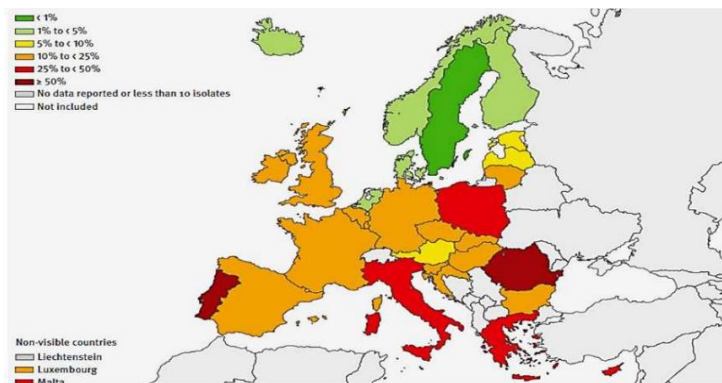 < 1%
1% to < 5%
5% to < 10%
10% to < 25%
25% to < 50%
≥ 50%
No data reported or less than 10 isolates
Not included
Non-visible countries
Liechtenstein
Luxembourg
Malta